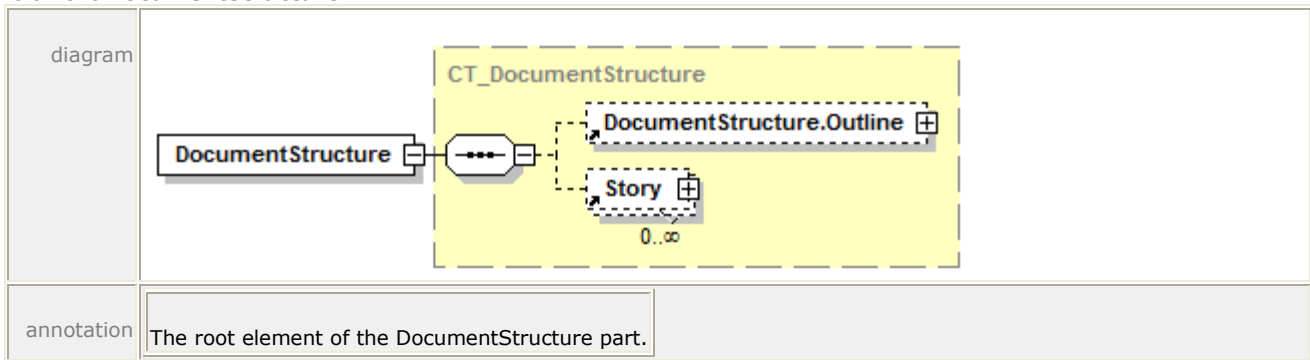 diagram
CT_DocumentStructure
DocumentStructure.Outline
DocumentStructure
Story
0..∞
annotation
The root element of the DocumentStructure part.